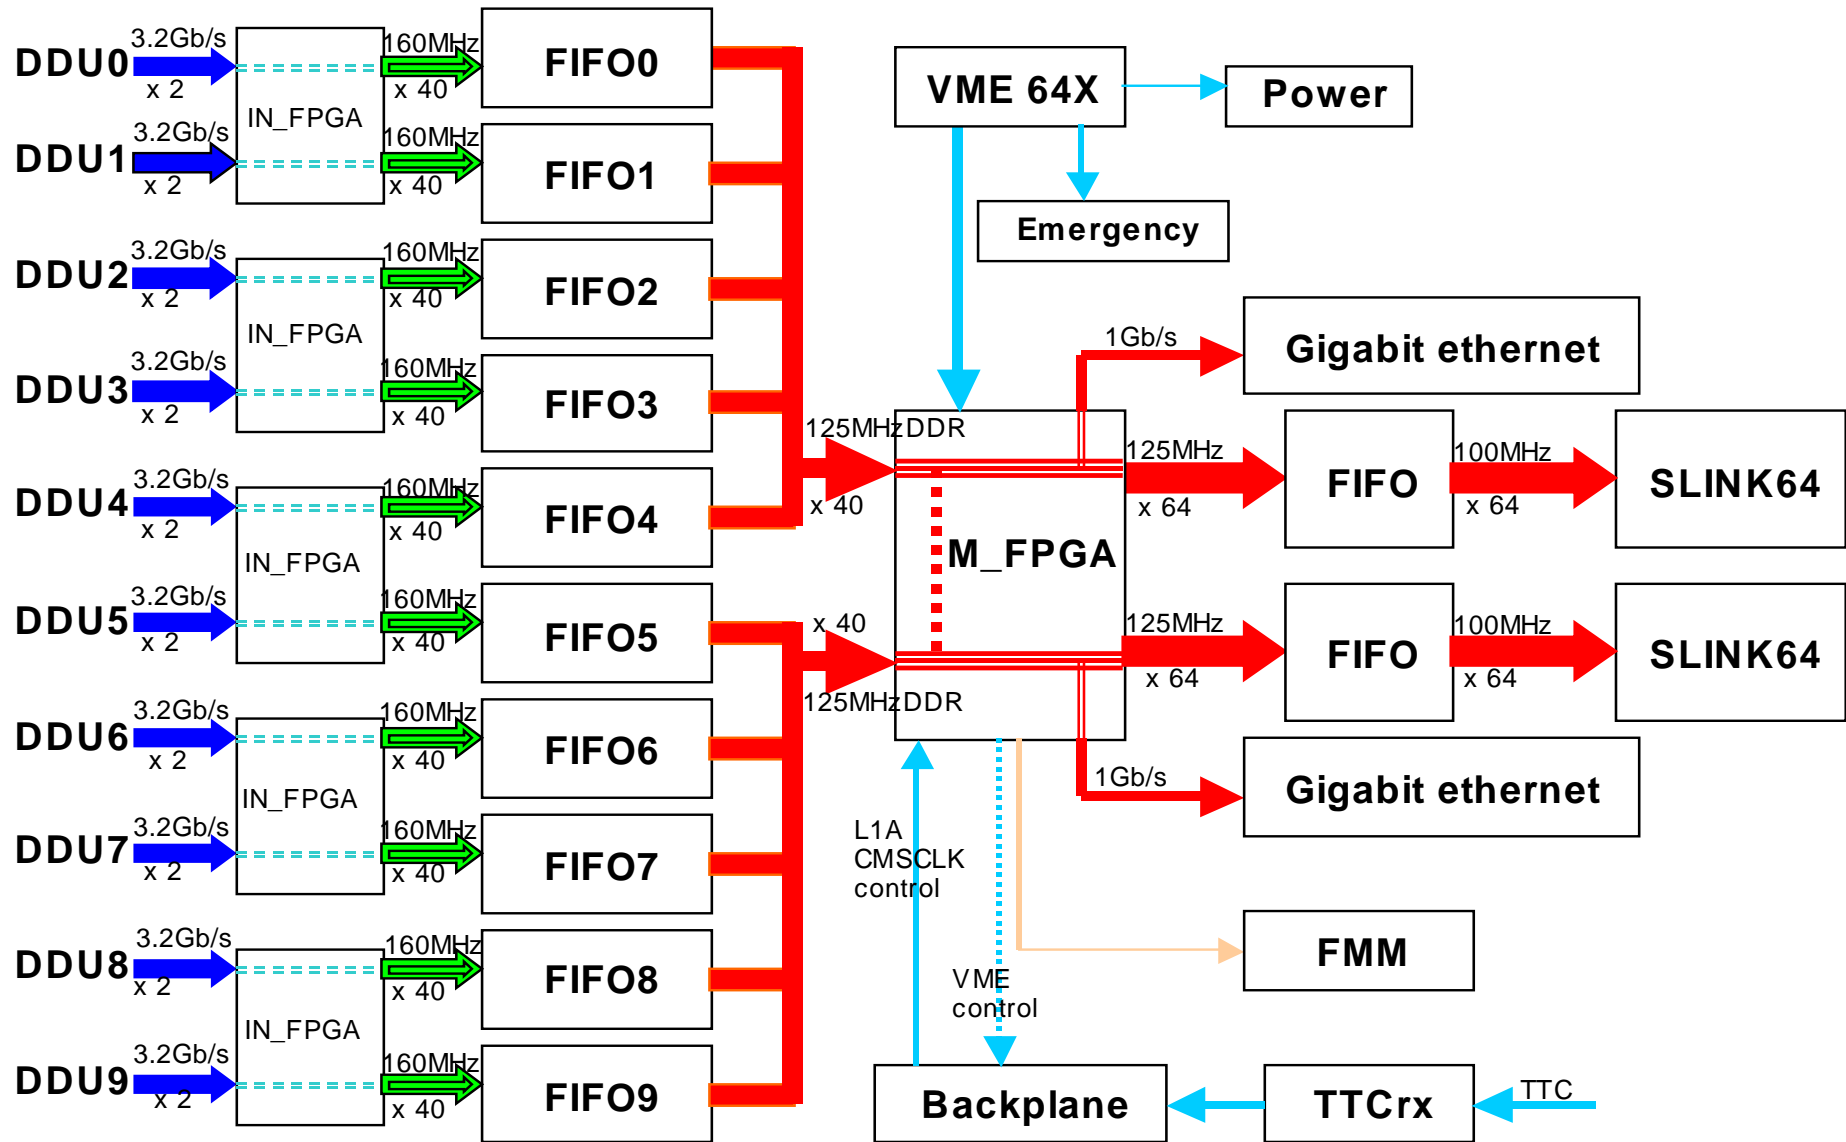 3.2Gb/s
DDU0
x 2
IN_FPGA
160MHz
x 40
FIFO0
3.2Gb/s
DDU1
x 2
160MHz
x 40
FIFO1
3.2Gb/s
DDU2
x 2
IN_FPGA
160MHz
x 40
FIFO2
3.2Gb/s
DDU3
x 2
160MHz
x 40
FIFO3
3.2Gb/s
DDU4
x 2
IN_FPGA
160MHz
x 40
FIFO4
3.2Gb/s
DDU5
x 2
160MHz
x 40
FIFO5
3.2Gb/s
DDU6
x 2
IN_FPGA
160MHz
x 40
FIFO6
3.2Gb/s
DDU7
x 2
160MHz
x 40
FIFO7
3.2Gb/s
DDU8
x 2
IN_FPGA
160MHz
x 40
FIFO8
3.2Gb/s
DDU9
x 2
160MHz
x 40
FIFO9
VME 64X
Power
Emergency
1Gb/s
Gigabit ethernet
125MHzDDR
x 40
M_FPGA
125MHz
x 64
FIFO
100MHz
x 64
SLINK64
x 40
125MHzDDR
125MHz
x 64
FIFO
100MHz
x 64
SLINK64
1Gb/s
Gigabit ethernet
L1A
CMSCLK
control
VME
control
FMM
Backplane
TTCrx
TTC